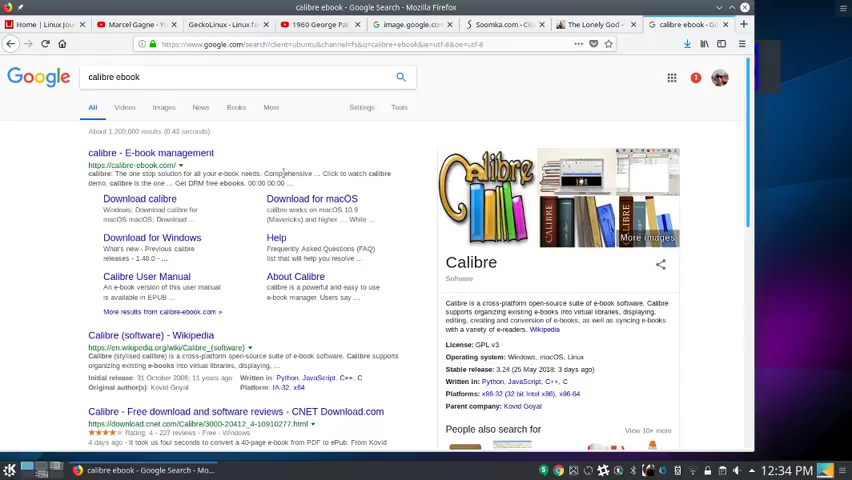 calibre ebook - Google Search - Mozilla Firefox
Home | Linux Jour
Marcel Gagne - Yo
GeckoLinux - Linux fo
1960 George Pal
image.google.com
Soomka.com - Clo
The Lonely God -
calibre ebook - Go
https://www.google.com/search?client=ubuntu&channel=fs&q=calibre+ebook&ie=utf-8&oe=utf-8
Google
calibre ebook
1
All
Videos
Images
News
Books
More
Settings
Tools
About 1,200,000 results (0.43 seconds)
calibre - E-book management
https://calibre-ebook.com/
calibre: The one stop solution for all your e-book needs. Comprehensive ... Click to watch calibre
demo. calibre is the one ... Get DRM free ebooks. 00:00 00:00 ...
Download calibre
Windows; Download calibre for
macOS macOS; Download ...
Download for macOS
calibre works on macOS 10.9
(Mavericks) and higher. ... While ...
Download for Windows
What's new - Previous calibre
releases - 1.48.0 - ...
Help
Frequently Asked Questions (FAQ)
list that will help you resolve ...
Calibre User Manual
An e-book version of this user manual
is available in EPUB ...
About Calibre
calibre is a powerful and easy to use
e-book manager. Users say ...
More results from calibre-ebook.com »
Calibre (software) - Wikipedia
https://en.wikipedia.org/wiki/Calibre_(software)
Calibre (stylised calibre) is a cross-platform open-source suite of e-book software. Calibre supports
organizing existing e-books into virtual libraries, displaying, ...
Initial release: 31 October 2006; 11 years ago
Written in: Python, JavaScript, C++, C
Original author(s): Kovid Goyal
Platform: IA-32, x64
Calibre - Free download and software reviews - CNET Download.com
https://download.cnet.com/Calibre/3000-20412_4-10910277.html
Rating: 4 - 227 reviews - Free - Windows
4 days ago - It took us four seconds to convert a 40-page e-book from PDF to ePub. From Kovid
Calibre
CALIBRE
CALIBRE
More images
Calibre
Software
Calibre is a cross-platform open-source suite of e-book software. Calibre
supports organizing existing e-books into virtual libraries, displaying,
editing, creating and conversion of e-books, as well as syncing e-books
with a variety of e-readers. Wikipedia
License: GPL v3
Operating system: Windows, macOS, Linux
Stable release: 3.24 (25 May 2018; 3 days ago)
Written in: Python, JavaScript, C++, C
Platforms: x86-32 (32 bit Intel x86), x86-64
Parent company: Kovid Goyal
People also search for
View 10+ more
calibre ebook - Google Search - Mo...
12:34 PM